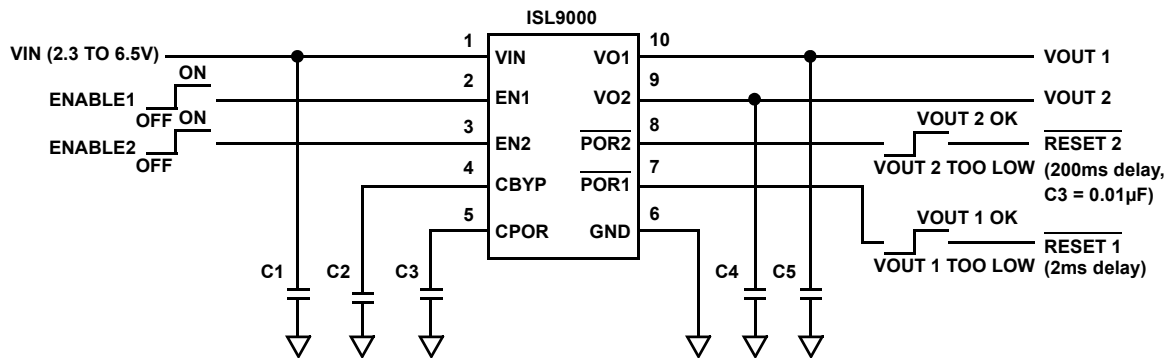 ISL9000
VIN (2.3 TO 6.5V)
1
VIN
VO1
10
VOUT 1
ENABLE1
OFF
ON
2
EN1
VO2
9
VOUT 2
ENABLE2
OFF
ON
3
EN2
POR2
8
VOUT 2 OK
VOUT 2 TOO LOW
RESET 2
(200ms delay,
C3 = 0.01µF)
4
CBYP
POR1
7
VOUT 1 OK
VOUT 1 TOO LOW
RESET 1
(2ms delay)
5
CPOR
GND
6
C1
C2
C3
C4
C5